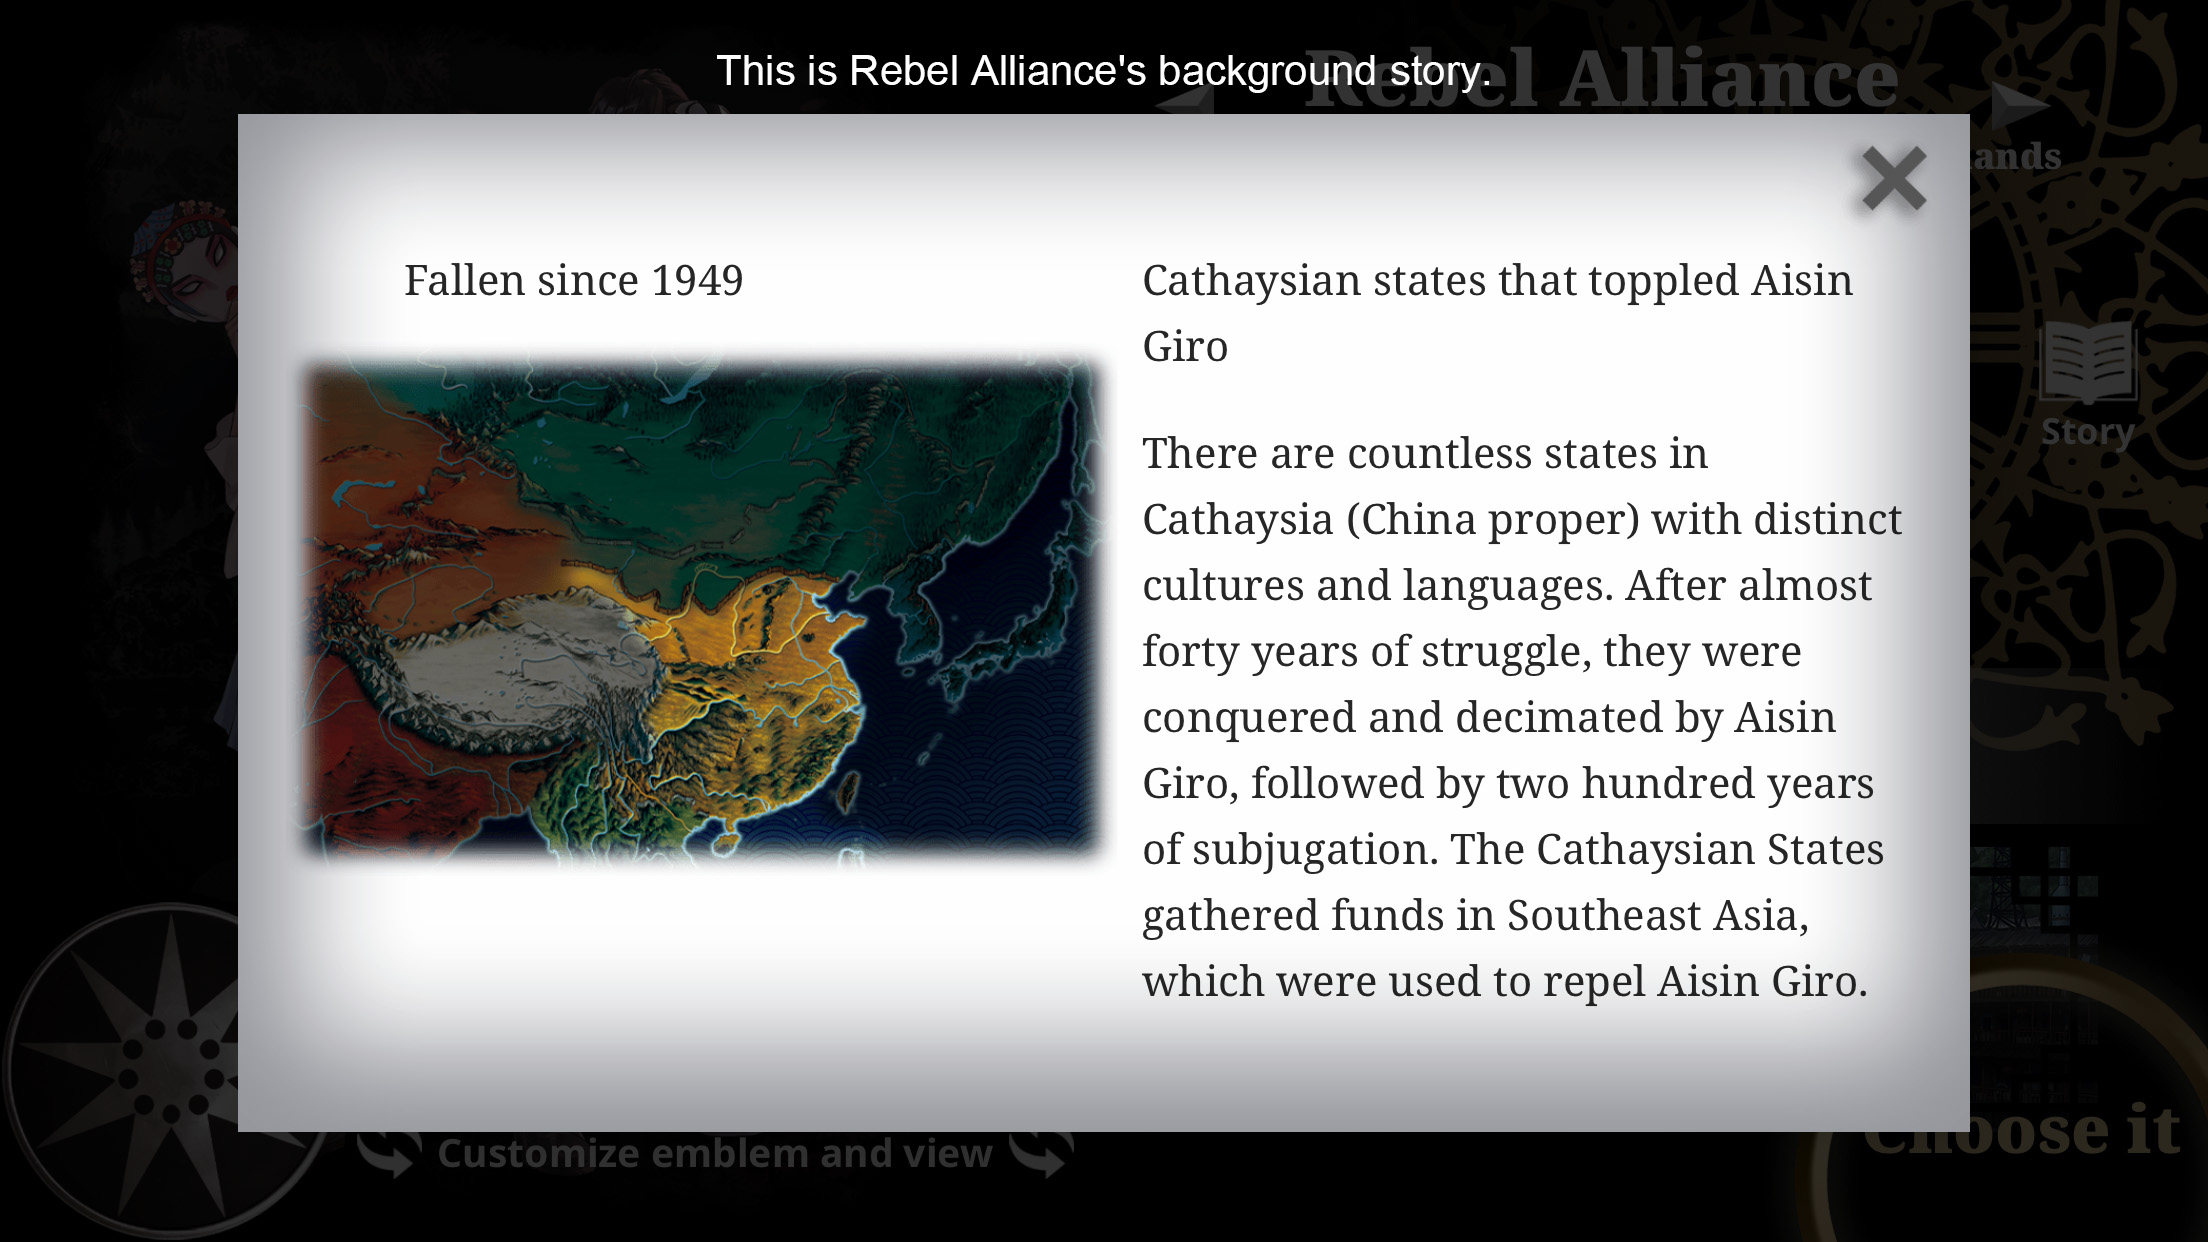 This is Rebel Alliance's background story.
Rebel Alliance
ands
Fallen since 1949
Cathaysian states that toppled Aisin
Giro
There are countless states in
Cathaysia (China proper) with distinct
cultures and languages. After almost
forty years of struggle, they were
conquered and decimated by Aisin
Giro, followed by two hundred years
of subjugation. The Cathaysian States
gathered funds in Southeast Asia,
which were used to repel Aisin Giro.
Story
Customize emblem and view
Choose it